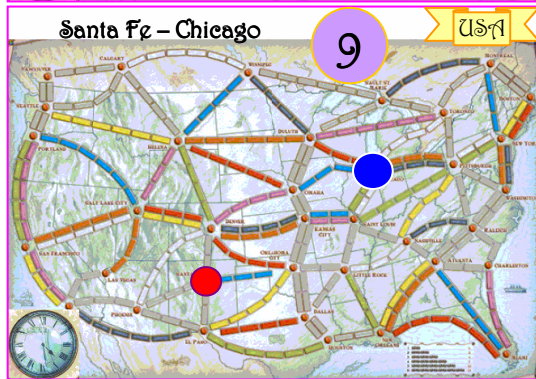 Santa Fe – Chicago
9
USA
VANCOUVER
CALGARY
WINNIPEG
SAULT ST. MARIE
MONTREAL
SEATTLE
TORONTO
BOSTON
PORTLAND
HELENA
DULUTH
PITTSBURGH
NEW YORK
OMAHA
SALT LAKE CITY
WASHINGTON
DENVER
KANSAS CITY
SAINT LOUIS
RALEIGH
NASHVILLE
SAN FRANCISCO
OKLAHOMA CITY
ATLANTA
CHARLESTON
LAS VEGAS
LITTLE ROCK
PHOENIX
DALLAS
EL PASO
HOUSTON
NEW ORLEANS
MIAMI